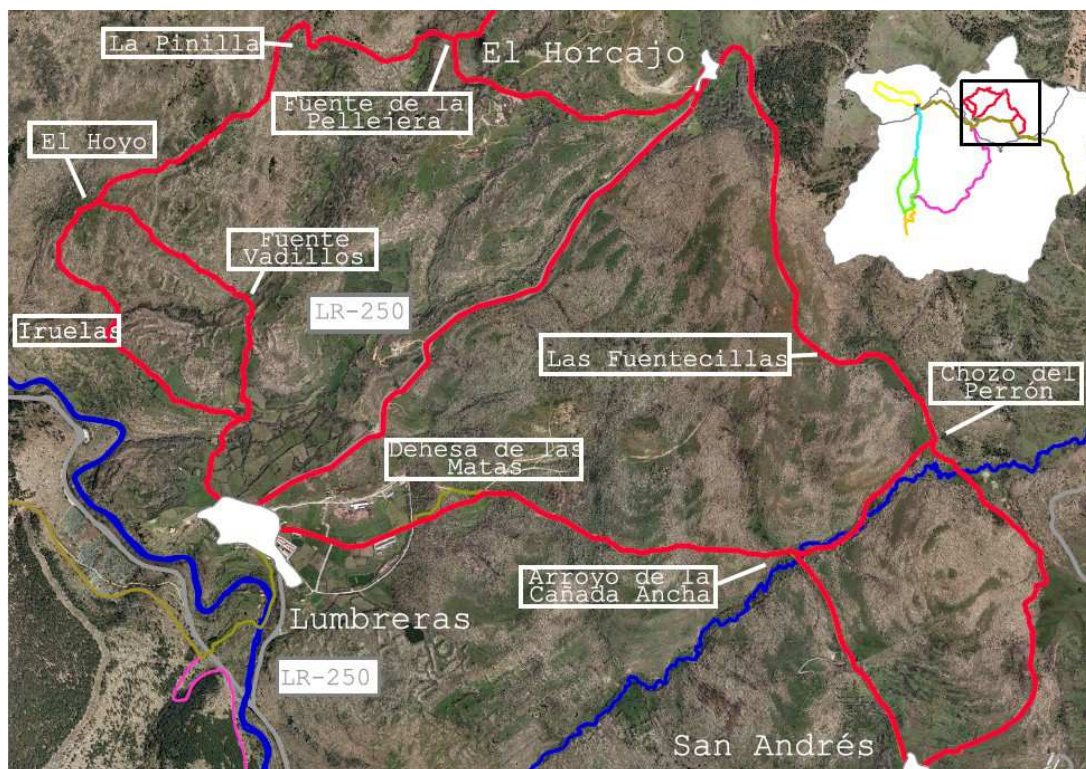 La Pinilla
El Horcajo
Fuente de la
Pellejera
El Hoyo
Fuente
Vadillos
LR-250
Iruelas
Las Fuentecillas
Chozo del
Perrón
Dehesa de las
Matas
Arroyo de la
Cañada Ancha
Lumbreras
LR-250
San Andrés